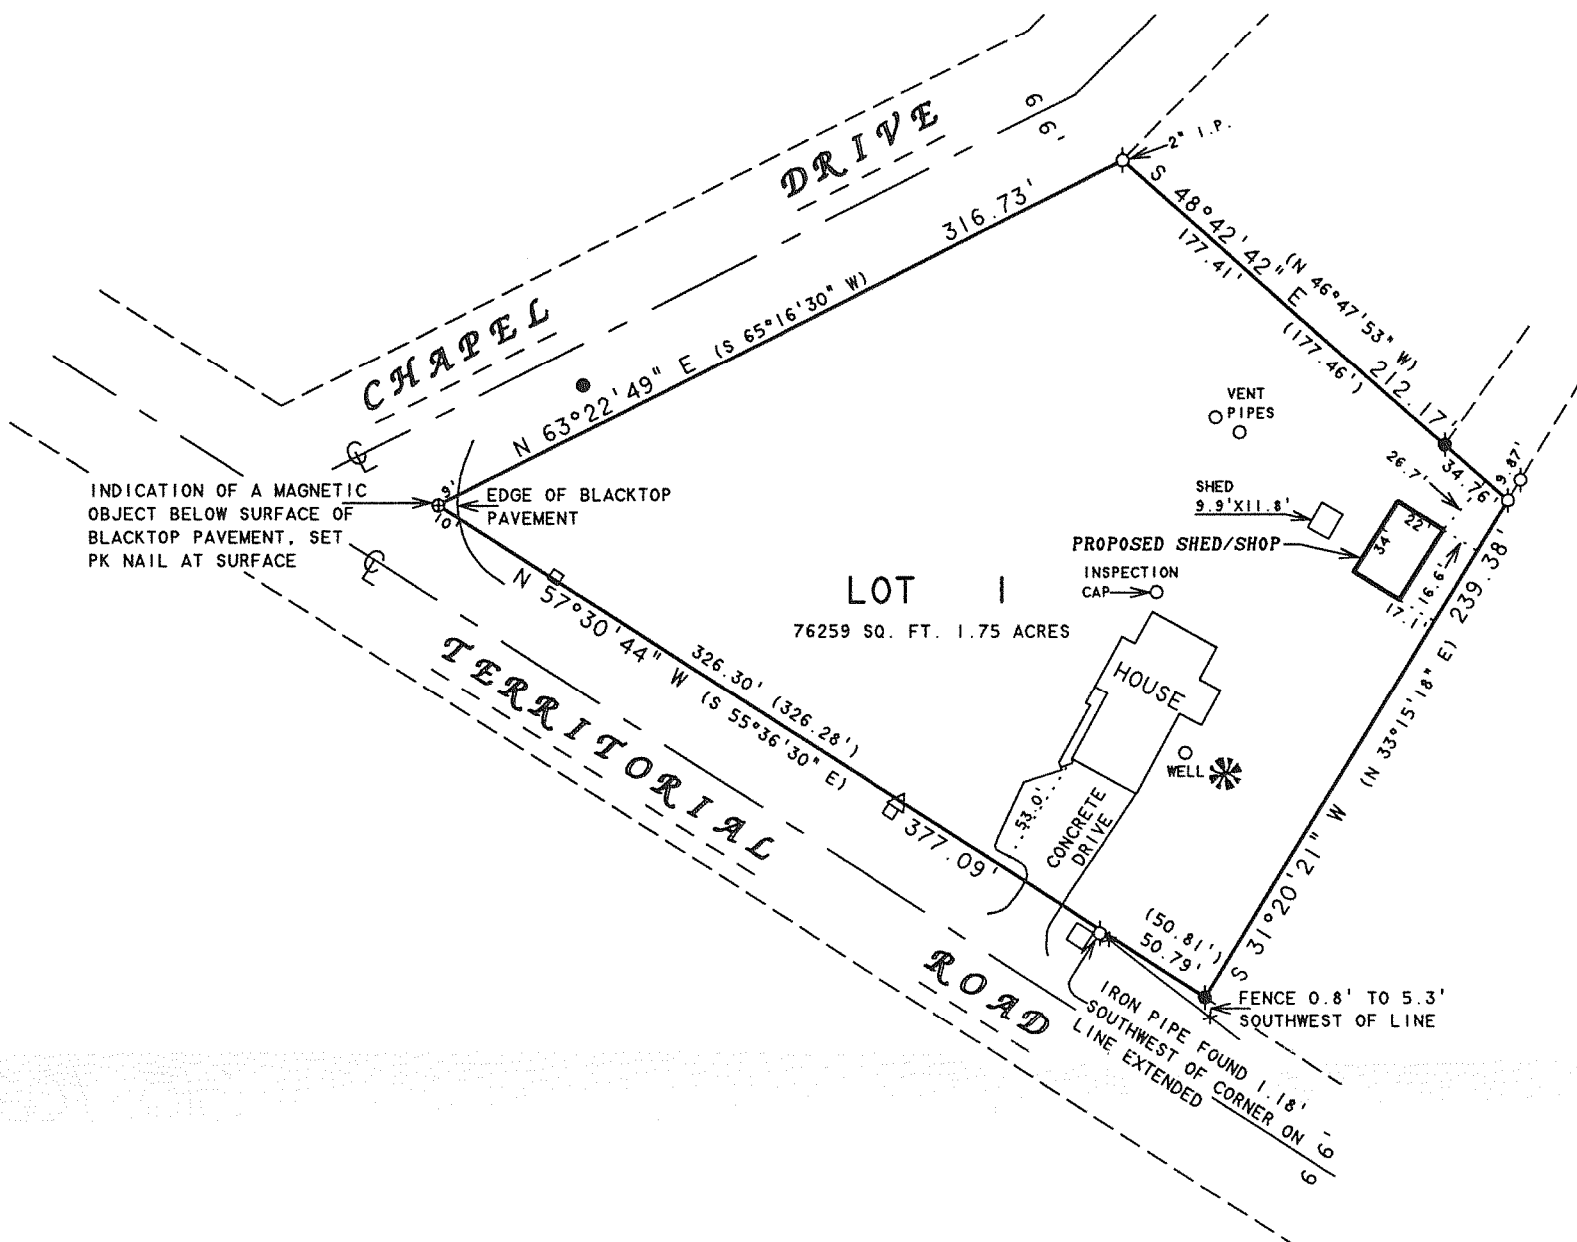 CHAPEL DRIVE
66'
2" I.P.
316.73'
N 63°22'49" E (S 65°16'30" W)
S 48°42'42" E
177.41'
(N 46°47'53" W)
(177.46')
212.17'
VENT
PIPES
26.7'
34.76'
9.87'
INDICATION OF A MAGNETIC
OBJECT BELOW SURFACE OF
BLACKTOP PAVEMENT, SET
PK NAIL AT SURFACE
9'
10'
EDGE OF BLACKTOP
PAVEMENT
SHED
9.9'X11.8'
PROPOSED SHED/SHOP
22'
34'
16.6'
17.1'
239.38'
INSPECTION
CAP
LOT 1
76259 SQ. FT. 1.75 ACRES
HOUSE
WELL
53.0'
CONCRETE
DRIVE
N 57°30'44" W (S 55°36'30" E)
326.30' (326.28')
377.09'
TERRITORIAL ROAD
S 31°20'21" W (N 33°15'18" E)
(50.81')
50.79'
FENCE 0.8' TO 5.3'
SOUTHWEST OF LINE
IRON PIPE FOUND 1.18'
SOUTHWEST OF CORNER ON
LINE EXTENDED
66'